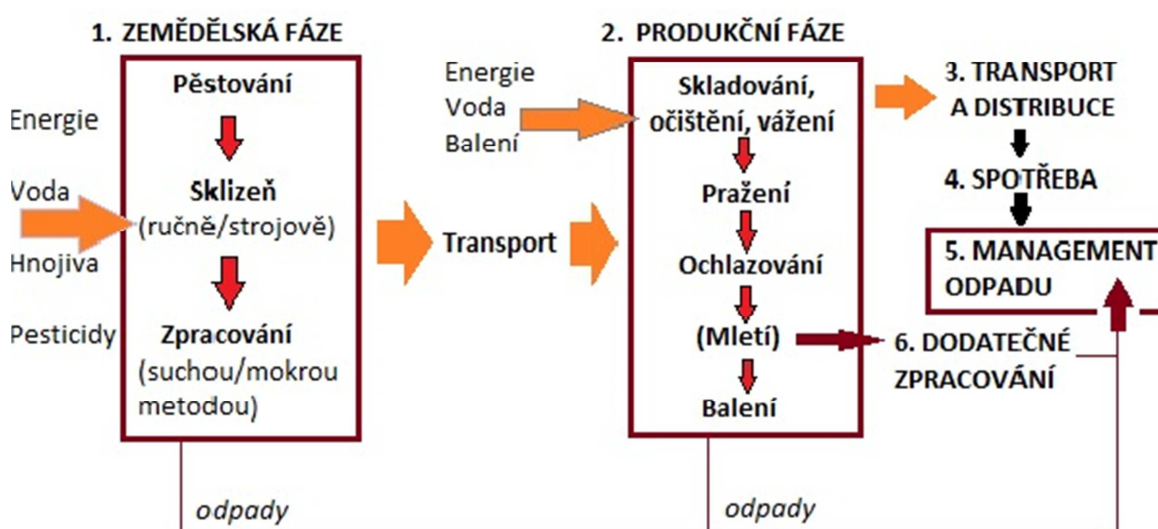 1. ZEMĚDĚLSKÁ FÁZE
Energie
Voda
Hnojiva
Pesticidy
Pěstování
Sklizeň
(ručně/strojově)
Zpracování
(suchou/mokrou
metodou)
odpady
Transport
2. PRODUKČNÍ FÁZE
Energie
Voda
Balení
Skladování,
očištění, vážení
Pražení
Ochlazování
(Mletí)
Balení
odpady
3. TRANSPORT
A DISTRIBUCE
4. SPOTŘEBA
5. MANAGEMENT
ODPADU
6. DODATEČNÉ
ZPRACOVÁNÍ